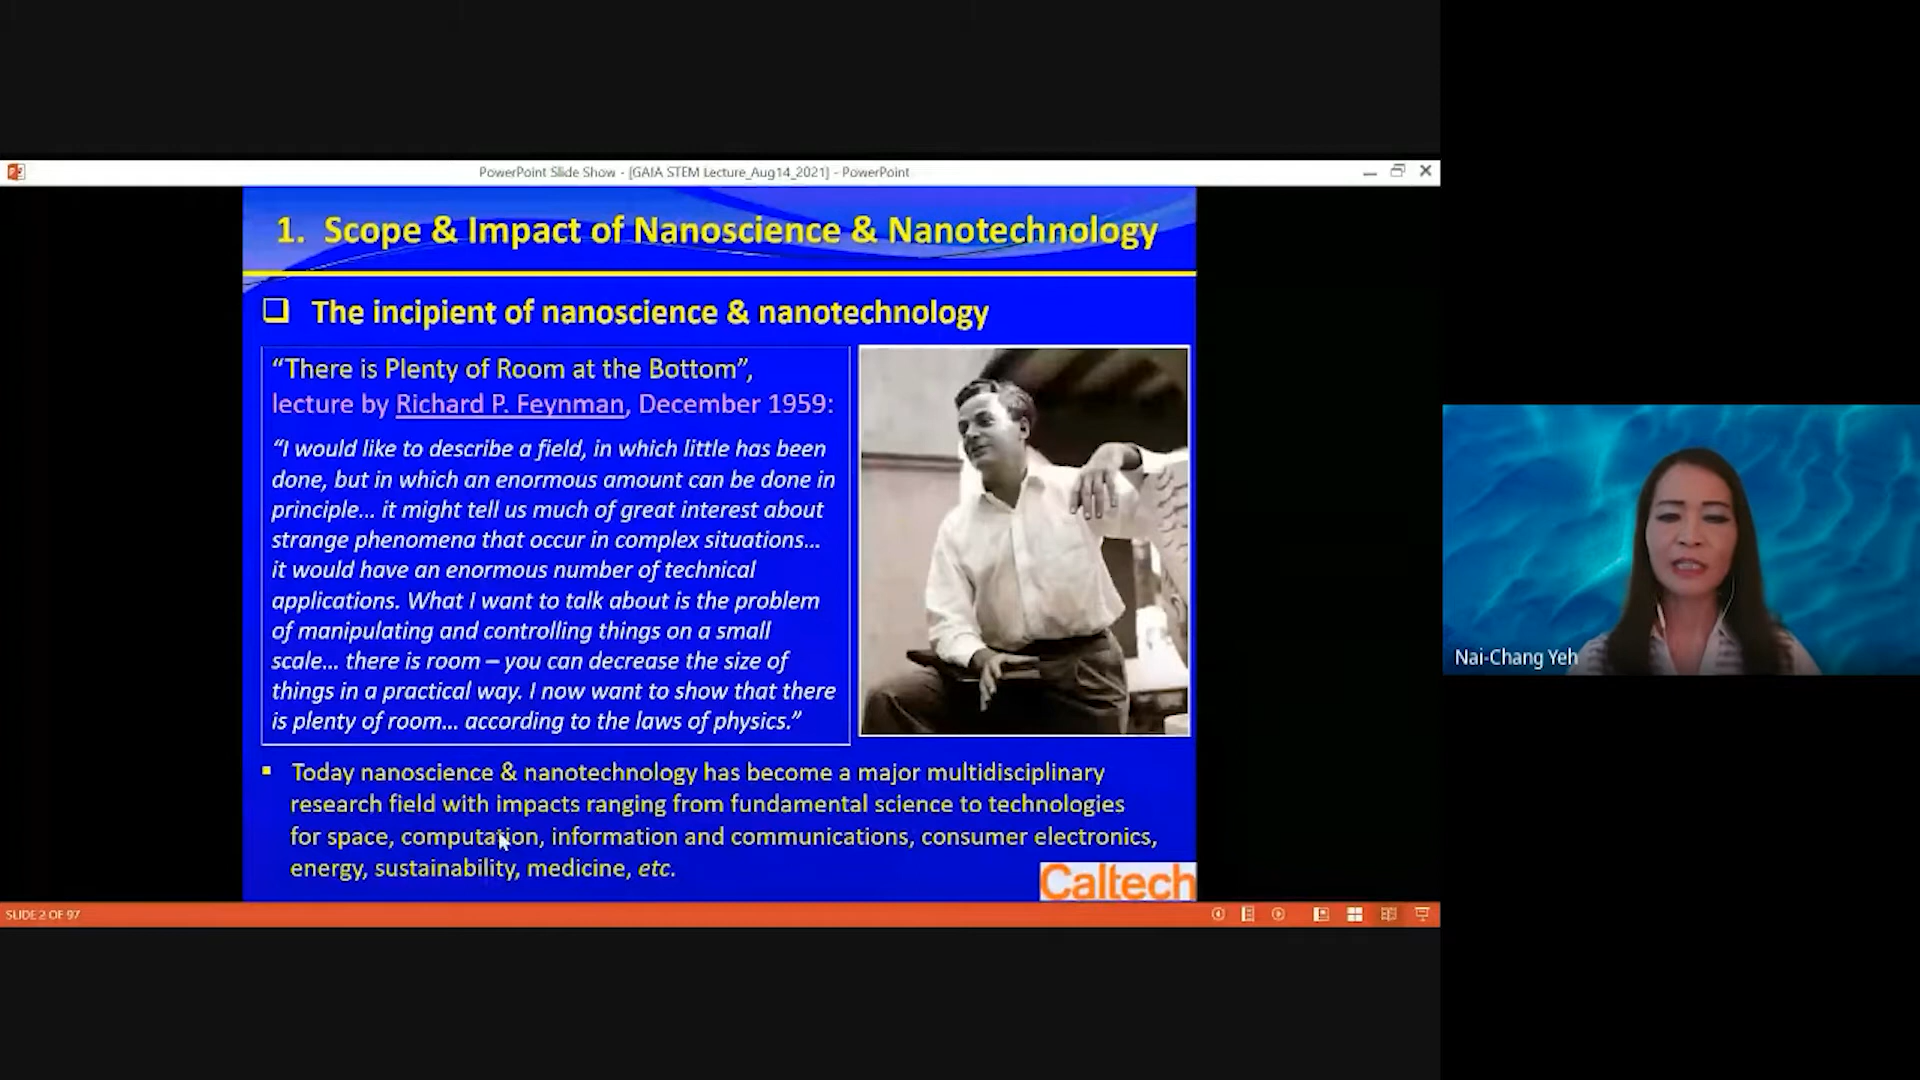 PowerPoint Slide Show - [GAIA STEM Lecture_Aug14_2021] - PowerPoint
1. Scope & Impact of Nanoscience & Nanotechnology
The incipient of nanoscience & nanotechnology
“There is Plenty of Room at the Bottom”,
lecture by Richard P. Feynman, December 1959:
“I would like to describe a field, in which little has been
done, but in which an enormous amount can be done in
principle... it might tell us much of great interest about
strange phenomena that occur in complex situations...
it would have an enormous number of technical
applications. What I want to talk about is the problem
of manipulating and controlling things on a small
scale... there is room – you can decrease the size of
things in a practical way. I now want to show that there
is plenty of room... according to the laws of physics.”
Today nanoscience & nanotechnology has become a major multidisciplinary
research field with impacts ranging from fundamental science to technologies
for space, computation, information and communications, consumer electronics,
energy, sustainability, medicine, etc.
Caltech
SLIDE 2 OF 97
Nai-Chang Yeh